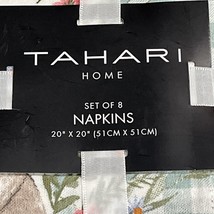 TAHARI
HOME
SET OF 8
NAPKINS
20" X 20" (51CM X 51CM)